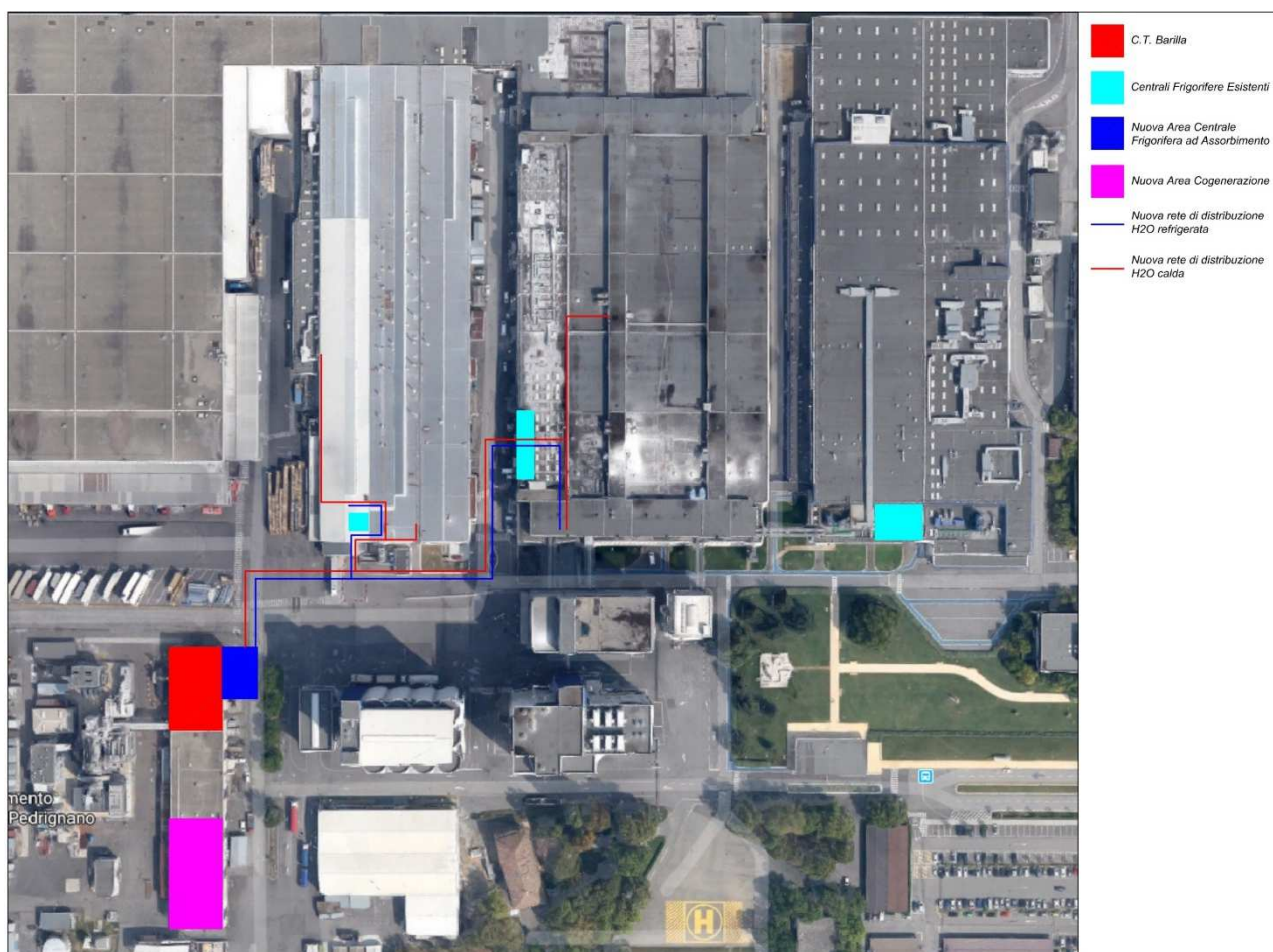 C.T. Barilla
Centrali Frigorifere Esistenti
Nuova Area Centrale
Frigorifera ad Assorbimento
Nuova Area Cogenerazione
Nuova rete di distribuzione
H2O refrigerata
Nuova rete di distribuzione
H2O calda
mento
Pedrignano
H